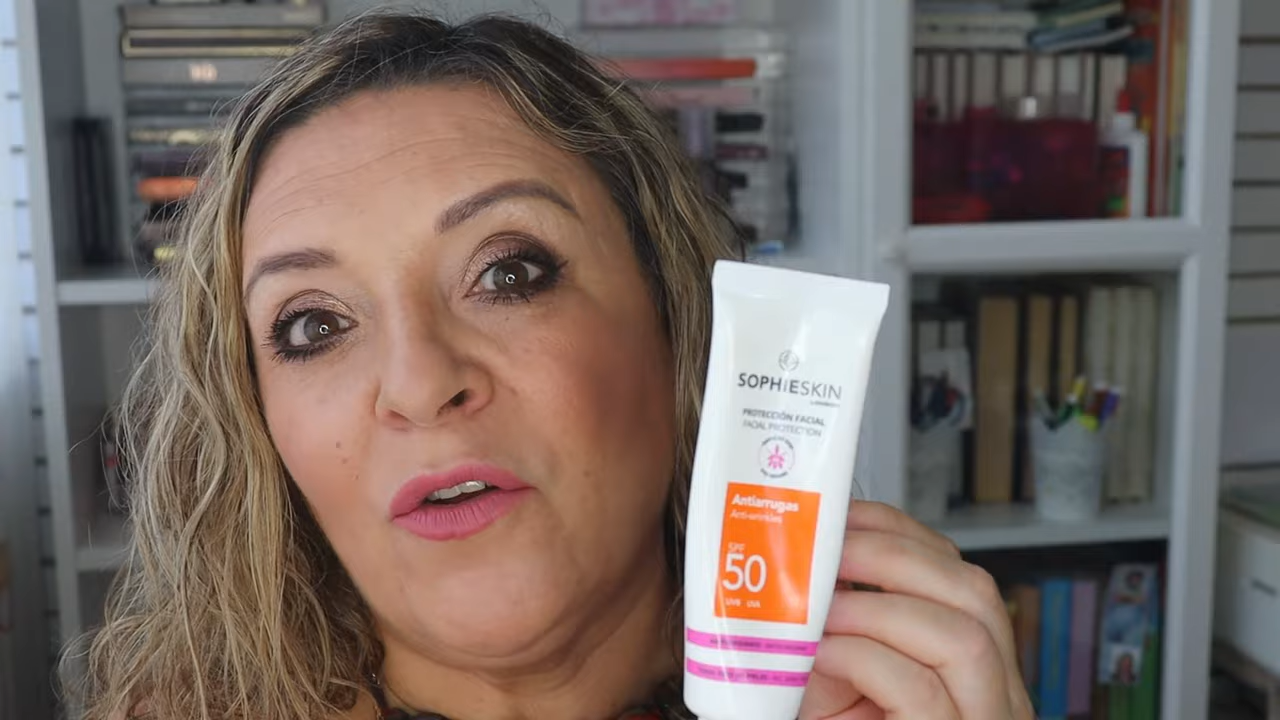 SOPHIESKIN
PROTECCIÓN FACIAL
FACIAL PROTECTION
Antiarrugas
Anti-wrinkles
SPF
50
UVB · UVA